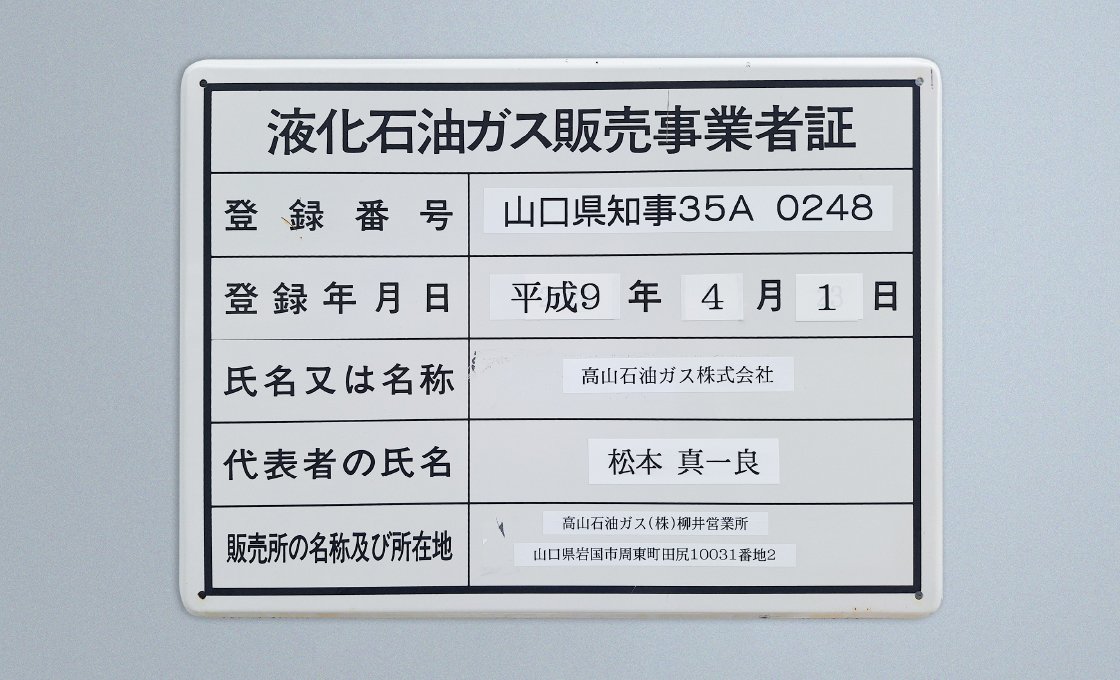 液化石油ガス販売事業者証
登録番号 山口県知事35A 0248
登録年月日 平成9年4月1日
氏名又は名称 高山石油ガス株式会社
代表者の氏名 松本 真一良
販売所の名称及び所在地 高山石油ガス(株)柳井営業所
山口県岩国市周東町田尻10031番地2